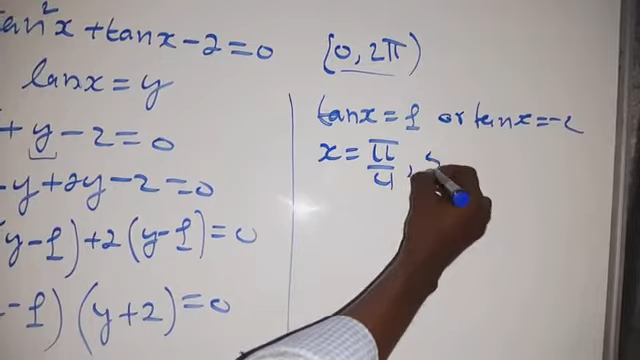 tan²x + tanx - 2 = 0 (0, 2π)
tanx = y
+ y - 2 = 0
- y + 2y - 2 = 0
y - 1) + 2 (y - 1) = 0
- 1) (y + 2) = 0
tanx = 1 or tanx = -2
x = π/4 ,